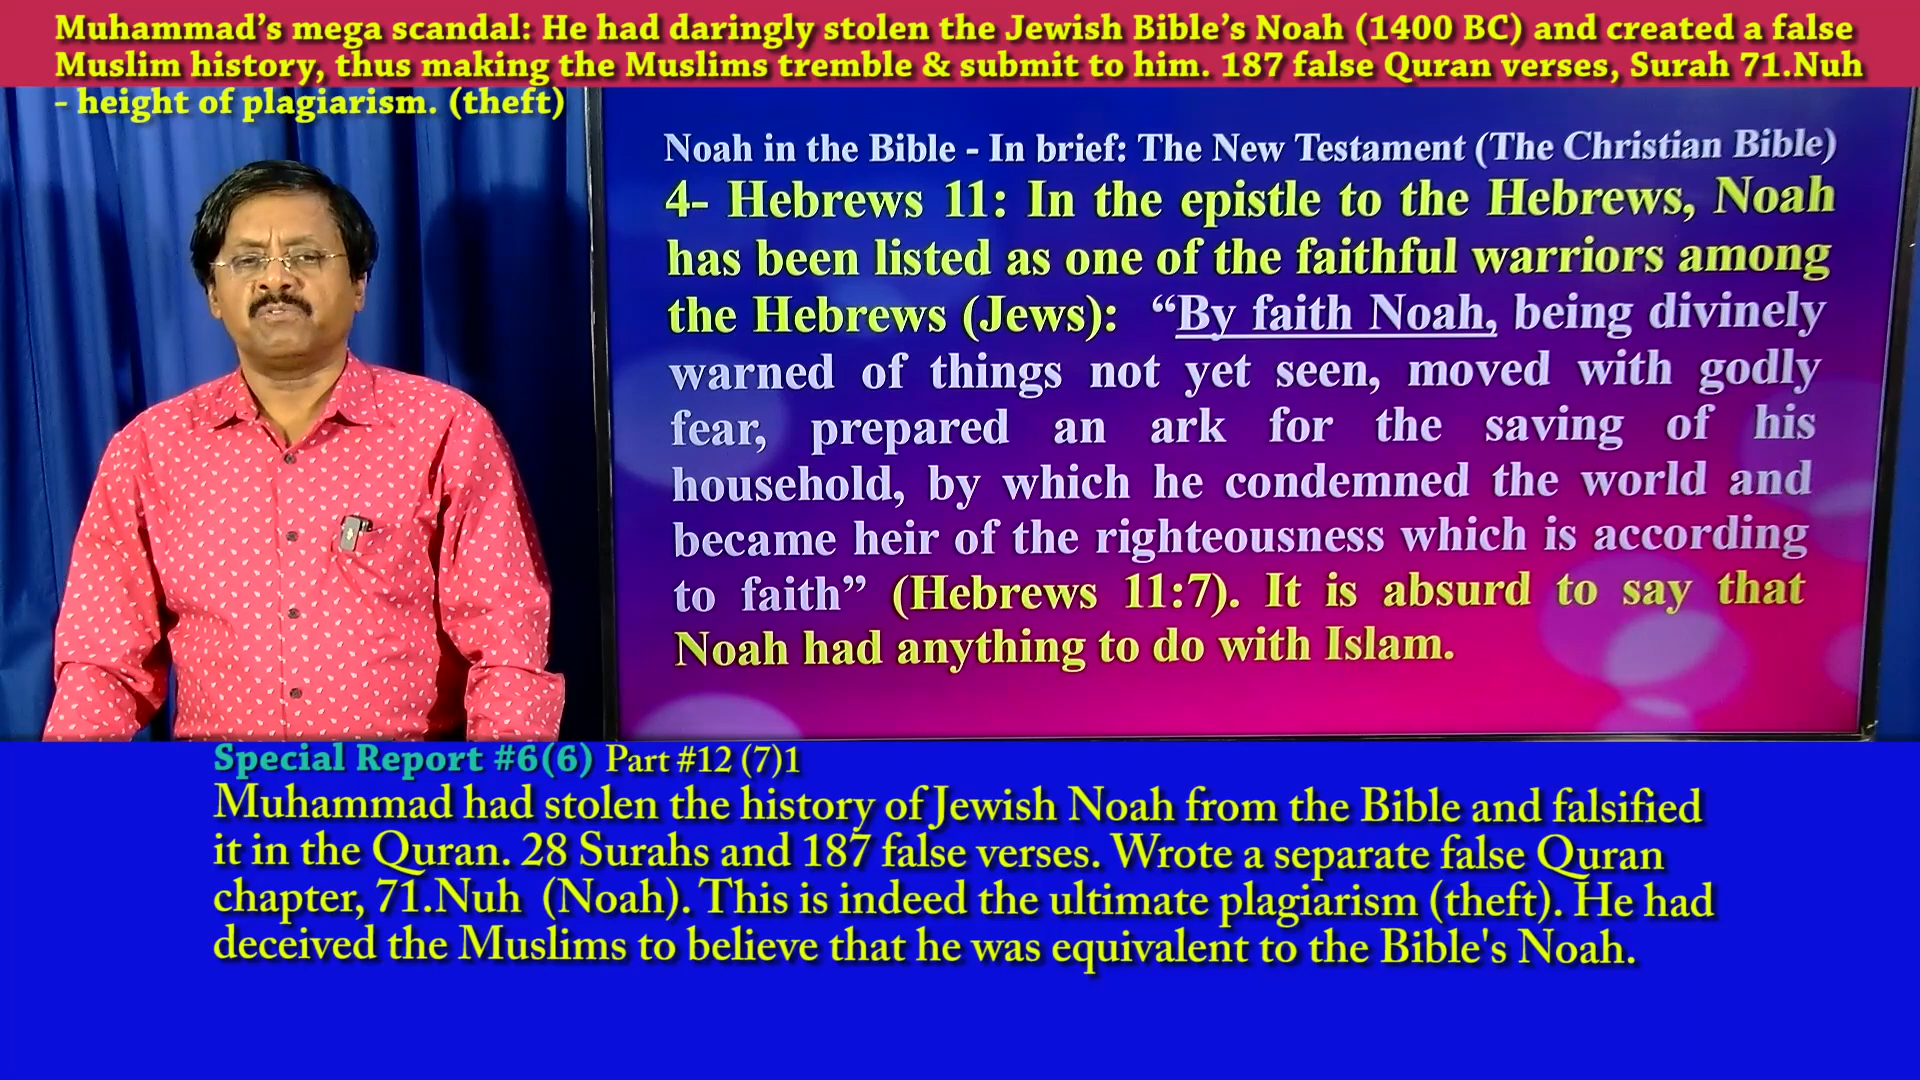 Muhammad’s mega scandal: He had daringly stolen the Jewish Bible’s Noah (1400 BC) and created a false
Muslim history, thus making the Muslims tremble & submit to him. 187 false Quran verses, Surah 71.Nuh
- height of plagiarism. (theft)
Noah in the Bible - In brief: The New Testament (The Christian Bible)
4- Hebrews 11: In the epistle to the Hebrews, Noah
has been listed as one of the faithful warriors among
the Hebrews (Jews): “By faith Noah, being divinely
warned of things not yet seen, moved with godly
fear, prepared an ark for the saving of his
household, by which he condemned the world and
became heir of the righteousness which is according
to faith” (Hebrews 11:7). It is absurd to say that
Noah had anything to do with Islam.
Special Report #6(6) Part #12 (7)1
Muhammad had stolen the history of Jewish Noah from the Bible and falsified
it in the Quran. 28 Surahs and 187 false verses. Wrote a separate false Quran
chapter, 71.Nuh (Noah). This is indeed the ultimate plagiarism (theft). He had
deceived the Muslims to believe that he was equivalent to the Bible's Noah.